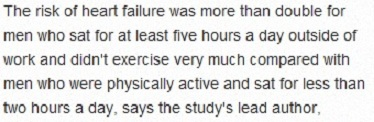 The risk of heart failure was more than double for
men who sat for at least five hours a day outside of
work and didn't exercise very much compared with
men who were physically active and sat for less than
two hours a day, says the study's lead author,